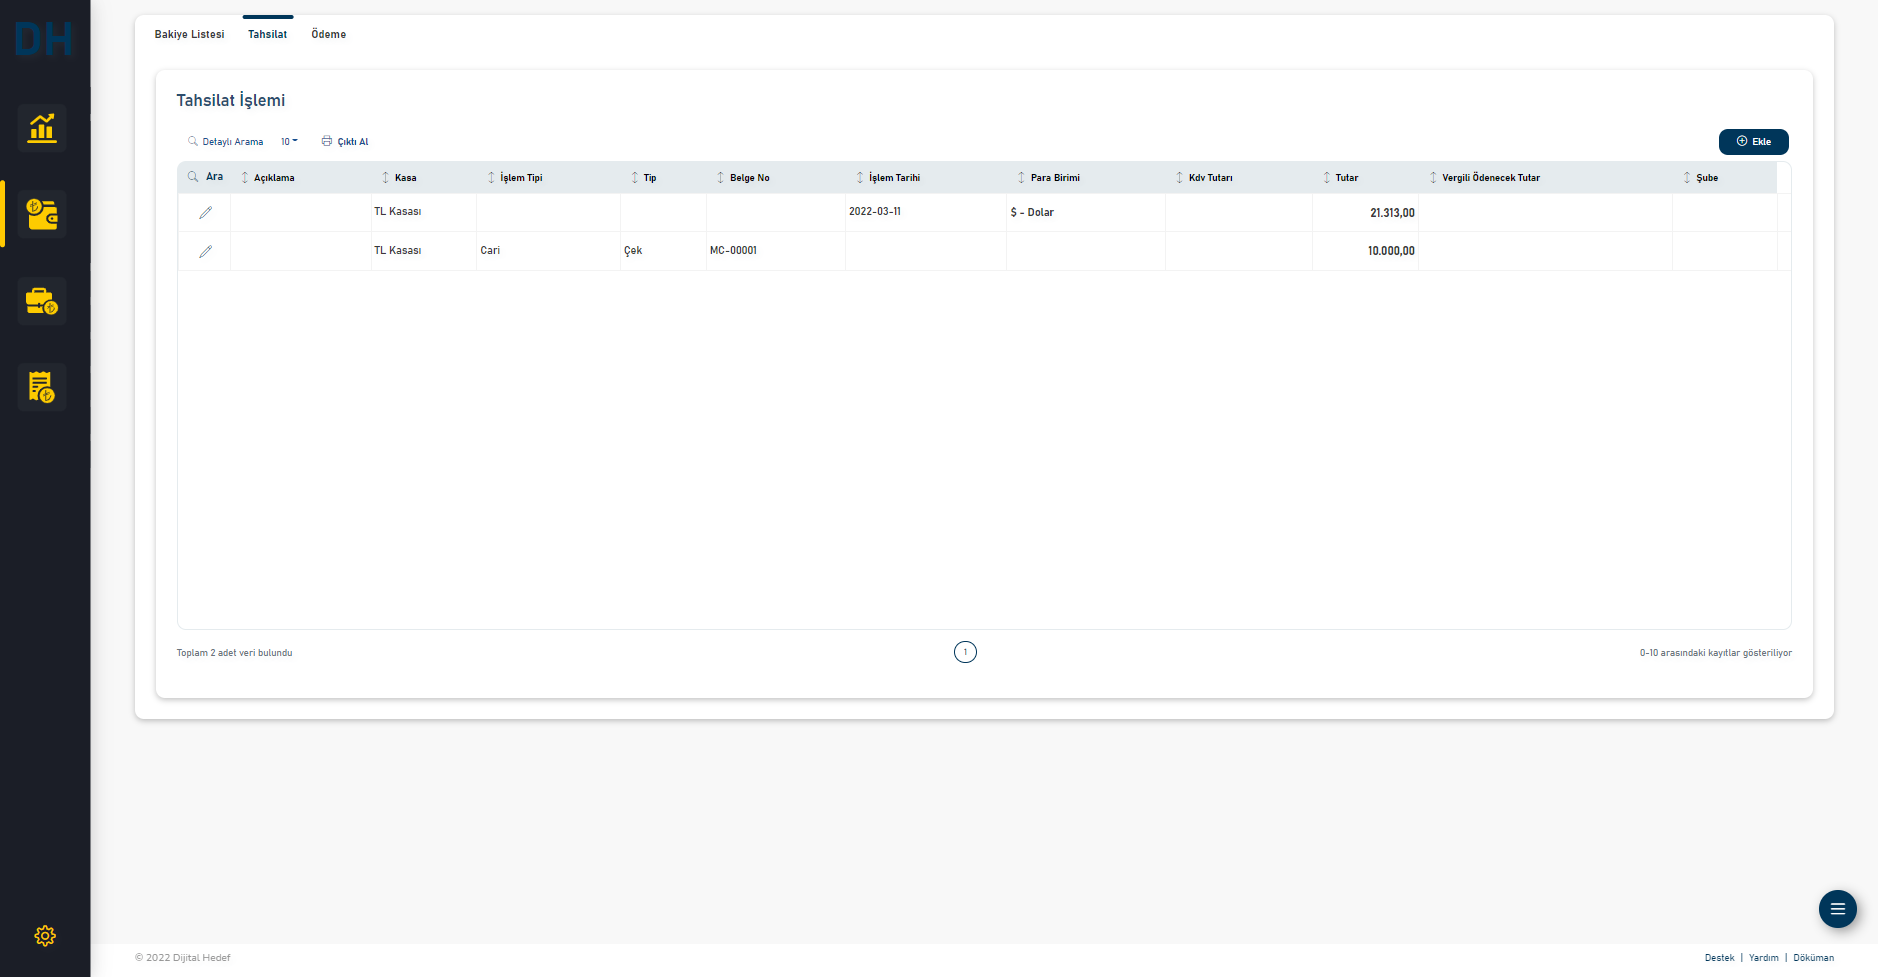 DH
Bakiye Listesi Tahsilat Ödeme
Tahsilat İşlemi
Detaylı Arama 10 Çıktı Al Ekle
Ara Açıklama Kasa İşlem Tipi Tip Belge No İşlem Tarihi Para Birimi Kdv Tutarı Tutar Vergili Ödenecek Tutar Şube
TL Kasası 2022-03-11 $ - Dolar 21.313,00
TL Kasası Cari Çek MC-00001 10.000,00
Toplam 2 adet veri bulundu 1 0-10 arasındaki kayıtlar gösteriliyor
© 2022 Dijital Hedef Destek | Yardım | Döküman